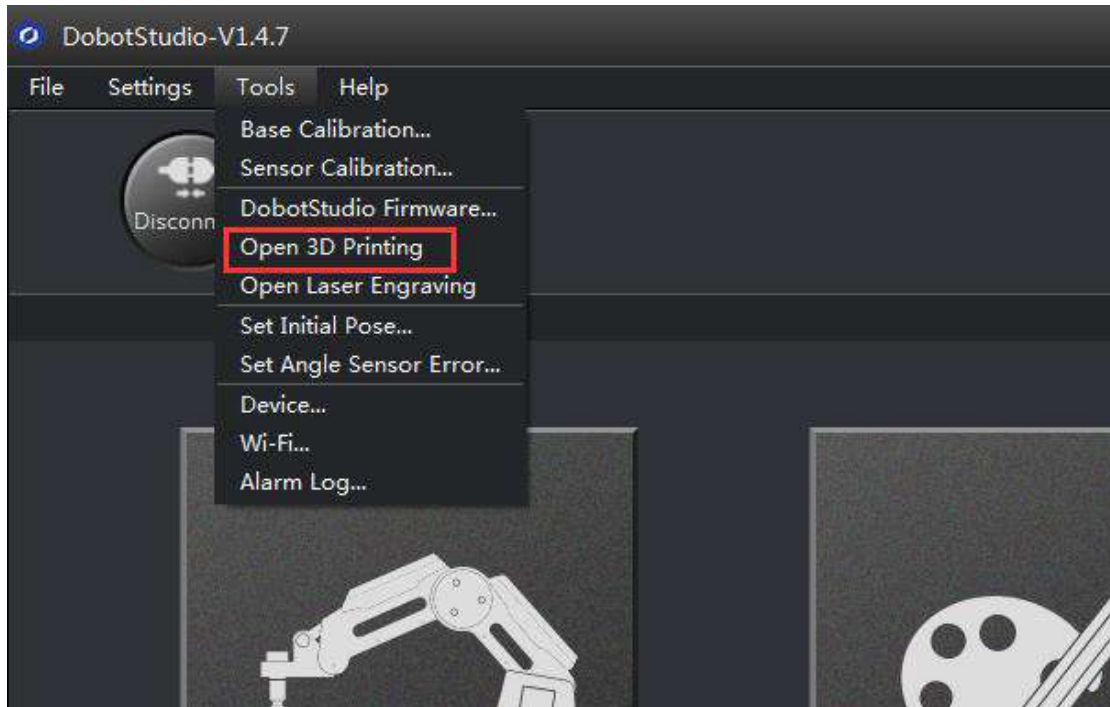 DobotStudio-V1.4.7
File Settings Tools Help
Base Calibration...
Sensor Calibration...
Disconn
DobotStudio Firmware...
Open 3D Printing
Open Laser Engraving
Set Initial Pose...
Set Angle Sensor Error...
Device...
Wi-Fi...
Alarm Log...